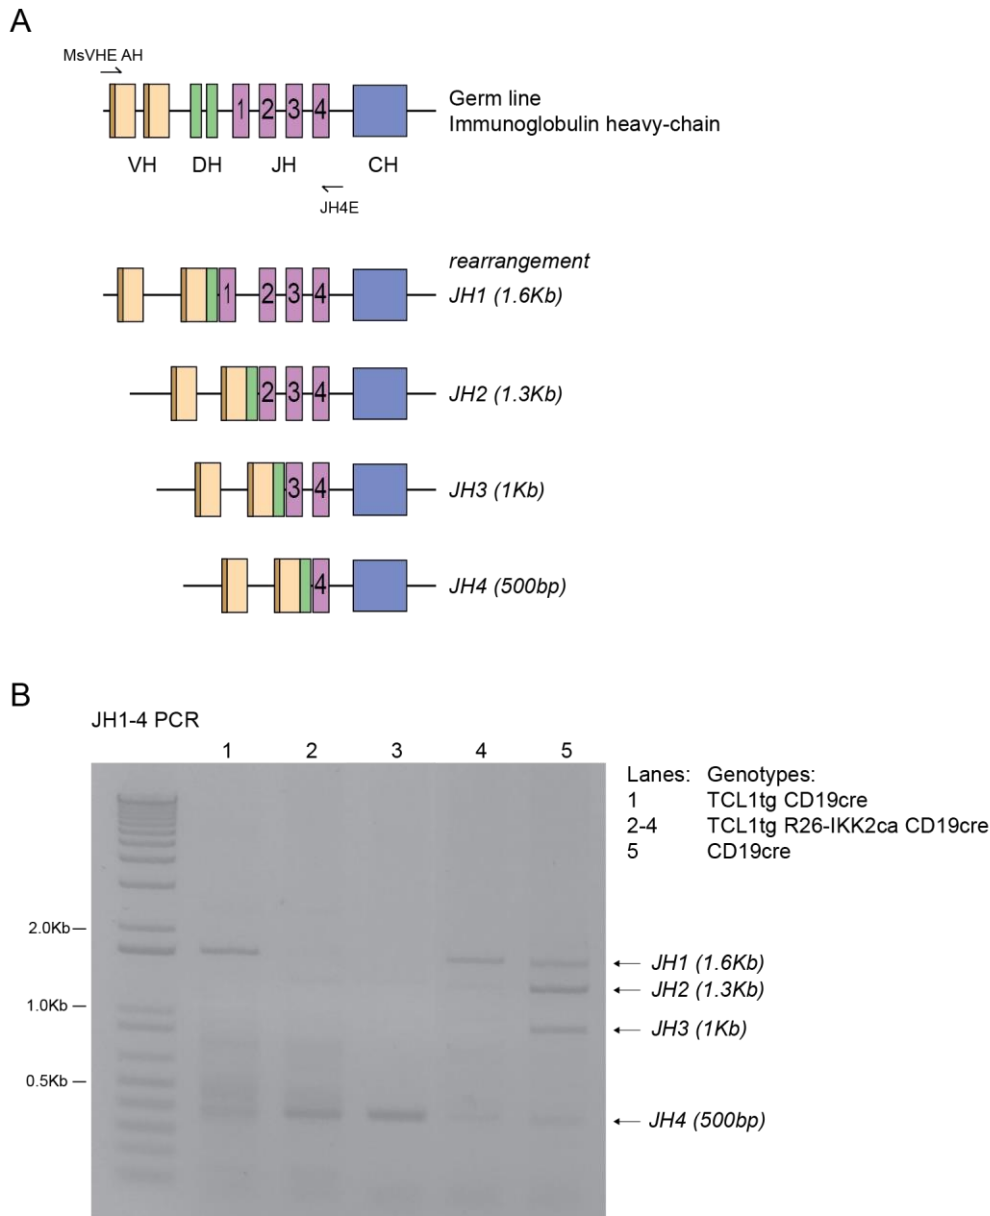 A
MsVHE AH
1 2 3 4
Germ line
Immunoglobulin heavy-chain
VH DH JH CH
JH4E
rearrangement
1 2 3 4
JH1 (1.6Kb)
2 3 4
JH2 (1.3Kb)
3 4
JH3 (1Kb)
4
JH4 (500bp)
B
JH1-4 PCR
1 2 3 4 5
Lanes: Genotypes:
1 TCL1tg CD19cre
2-4 TCL1tg R26-IKK2ca CD19cre
5 CD19cre
2.0Kb
JH1 (1.6Kb)
JH2 (1.3Kb)
1.0Kb
JH3 (1Kb)
0.5Kb
JH4 (500bp)